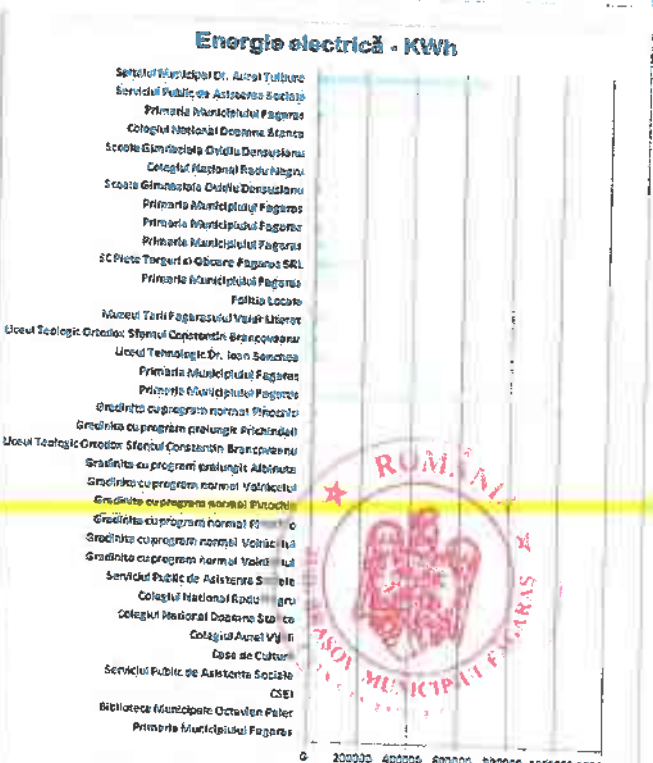 Energie electrică - KWh
Spitalul Municipal Dr. Aurel Tulbure
Serviciul Public de Asistenta Sociala
Primaria Municipiului Fagaras
Colegiul National Doamna Stanca
Scoala Gimnaziala Ovidiu Densusianu
Colegiul National Radu Negru
Scoala Gimnaziala Ovidiu Densusianu
Primaria Municipiului Fagaras
Primaria Municipiului Fagaras
Primaria Municipiului Fagaras
SC Piete Targuri si Oboare Fagaras SRL
Primaria Municipiului Fagaras
Politia Locala
Muzeul Tarii Fagarasului Valer Literat
Liceul Teologic Ortodox Sfantul Constantin Brancoveanu
Liceul Tehnologic Dr. Ioan Senchea
Primaria Municipiului Fagaras
Primaria Municipiului Fagaras
Gradinita cu program normal Pinochio
Gradinita cu program prelungit Prichindeii
Liceul Teologic Ortodox Sfantul Constantin Brancoveanu
Gradinita cu program prelungit Albinuta
Gradinita cu program normal Voinicelul
Gradinita cu program normal Pinochio
Gradinita cu program normal
Gradinita cu program normal
Gradinita cu program normal
Serviciul Public de Asistenta
Colegiul National Radu
Colegiul National Doamna
Colegiul Aurel
Casa de Cultura
Serviciul Public de Asistenta Sociala
CSEI
Biblioteca Municipala Octavian Paler
Primaria Municipiului Fagaras
0 200000 400000 600000 800000
ROMÂNIA
BRASOV MUNICIPIUL FAGARAS